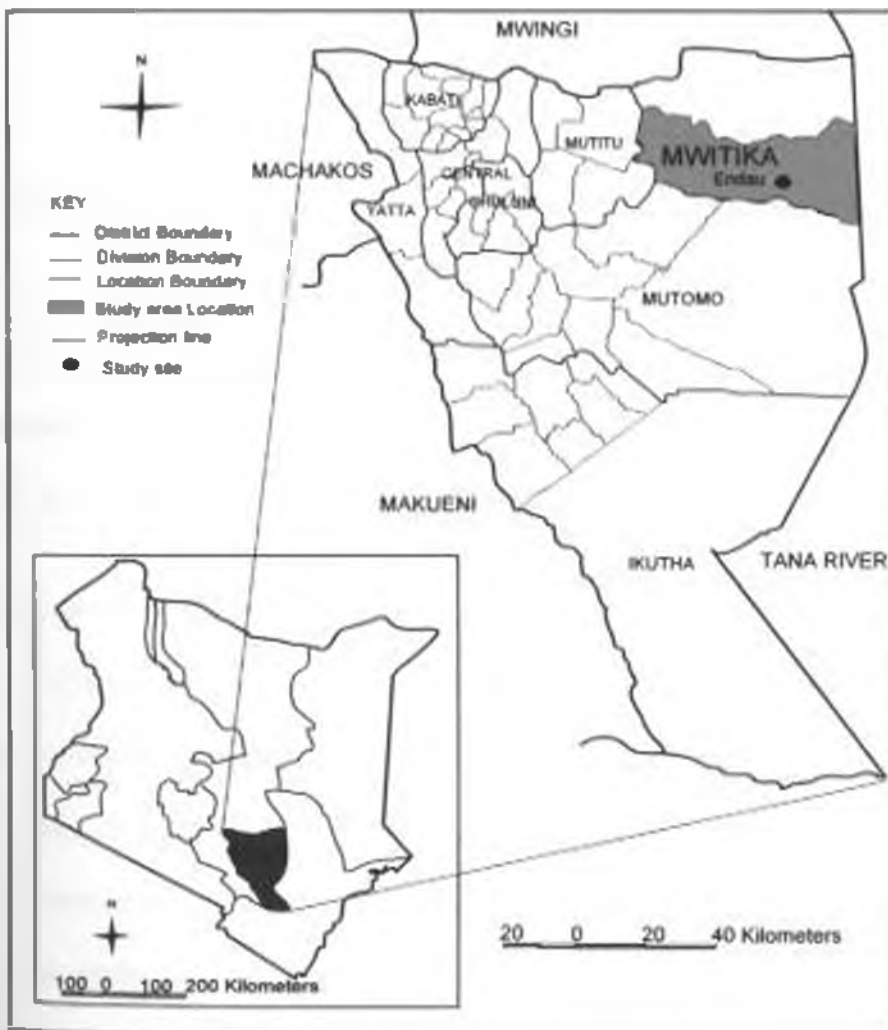 MWINGI
N
KABATI
MUTITU
MWITIKA
MACHAKOS
CENTRAL
Endau
CHULUNI
KEY
YATTA
District Boundary
Division Boundary
Location Boundary
MUTOMO
Study area Location
Projection line
Study site
MAKUENI
IKUTHA
TANA RIVER
N
20 0 20 40 Kilometers
100 0 100 200 Kilometers